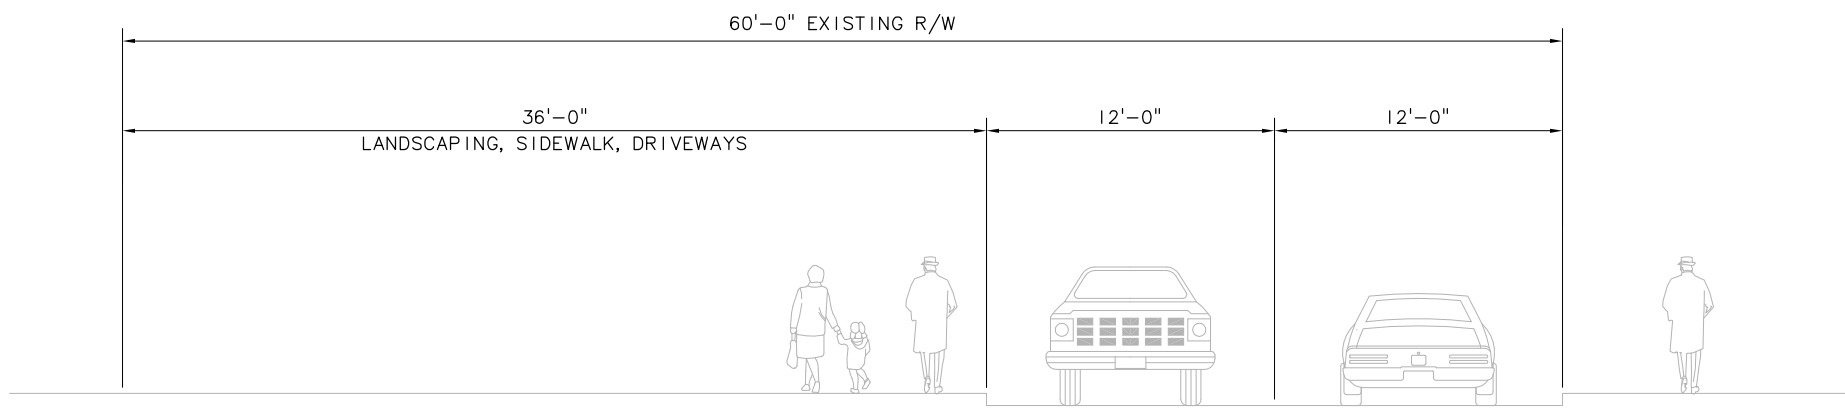 60'-0" EXISTING R/W
36'-0"
12'-0"
12'-0"
LANDSCAPING, SIDEWALK, DRIVEWAYS